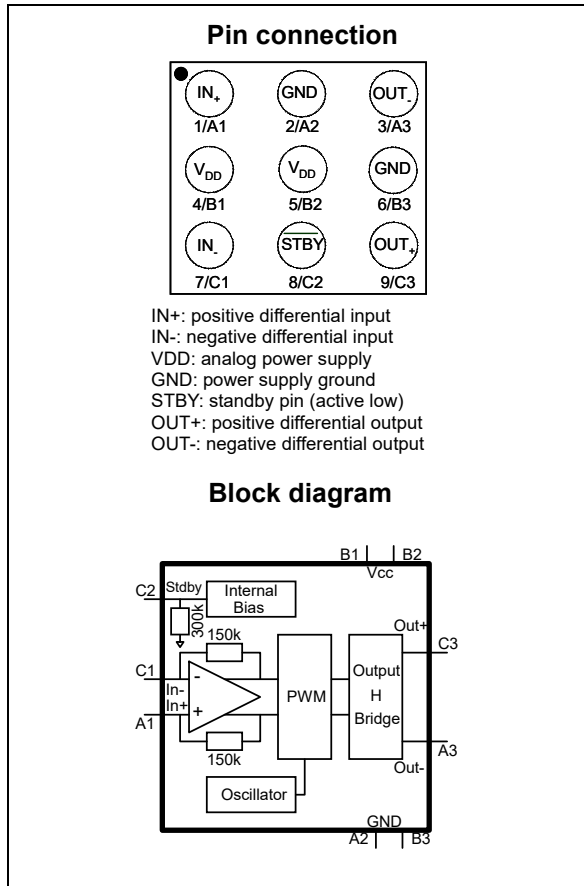 Pin connection
IN+ GND OUT-
1/A1 2/A2 3/A3
VDD VDD GND
4/B1 5/B2 6/B3
IN- STBY OUT+
7/C1 8/C2 9/C3
IN+: positive differential input
IN-: negative differential input
VDD: analog power supply
GND: power supply ground
STBY: standby pin (active low)
OUT+: positive differential output
OUT-: negative differential output
Block diagram
B1 B2
Vcc
C2 Stdby Internal
Bias
300k
150k
Out+
C3
C1
In-
In+
A1
-
+
PWM
Output
H
Bridge
150k
A3
Out-
Oscillator
GND
A2 B3